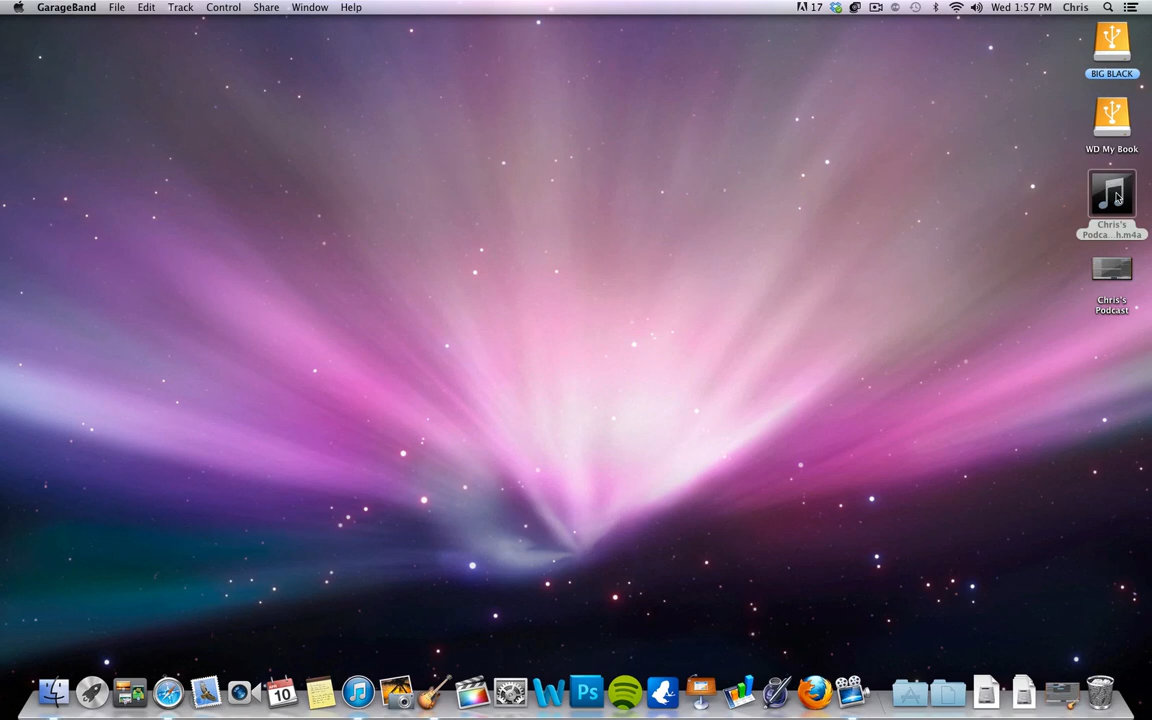 GarageBand File Edit Track Control Share Window Help 17 Wed 1:57 PM Chris
BIG BLACK
WD My Book
Chris's
Podca...h.m4a
Chris's
Podcast
10
W
Ps